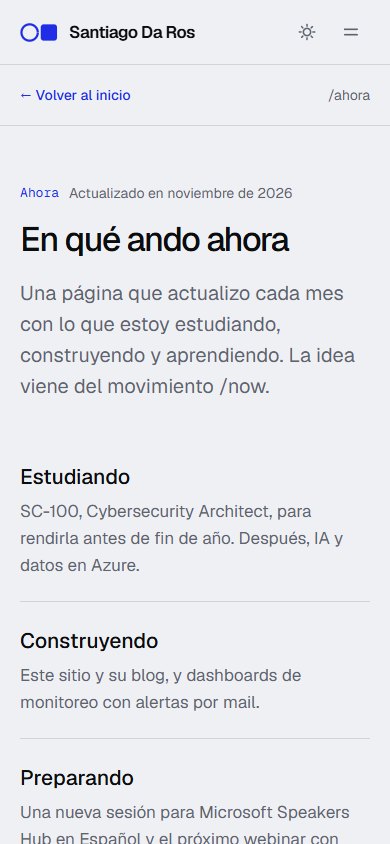 Santiago Da Ros
← Volver al inicio
/ahora
Ahora Actualizado en noviembre de 2026
En qué ando ahora
Una página que actualizo cada mes
con lo que estoy estudiando,
construyendo y aprendiendo. La idea
viene del movimiento /now.
Estudiando
SC-100, Cybersecurity Architect, para
rendirla antes de fin de año. Después, IA y
datos en Azure.
Construyendo
Este sitio y su blog, y dashboards de
monitoreo con alertas por mail.
Preparando
Una nueva sesión para Microsoft Speakers
Hub en Español y el próximo webinar con